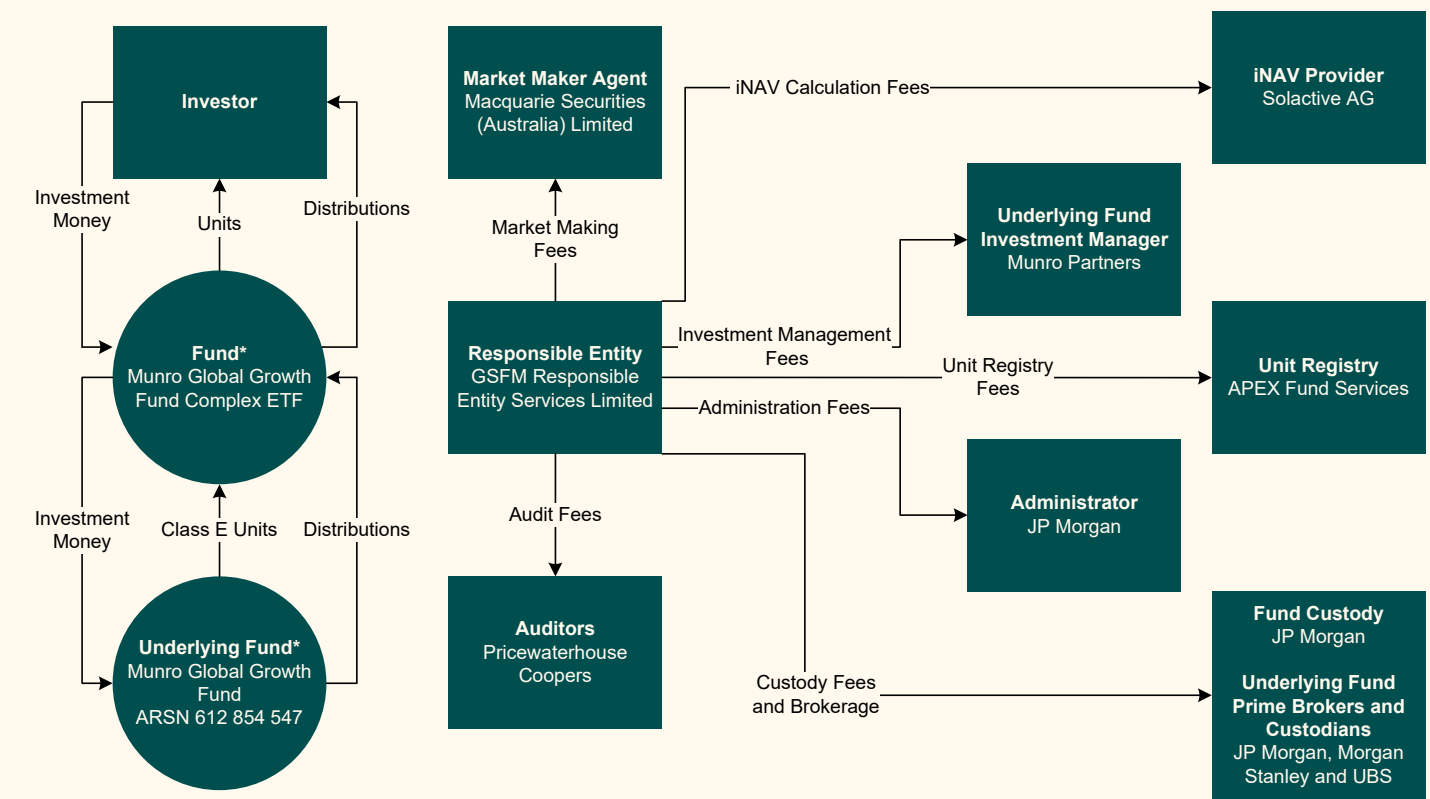 Investor
Investment
Money
Units
Distributions
Fund*
Munro Global Growth
Fund Complex ETF
Investment
Money
Class E Units
Distributions
Underlying Fund*
Munro Global Growth
Fund
ARSN 612 854 547
Market Maker Agent
Macquarie Securities
(Australia) Limited
Market Making
Fees
Responsible Entity
GSFM Responsible
Entity Services Limited
Audit Fees
Auditors
Pricewaterhouse
Coopers
iNAV Calculation Fees
iNAV Provider
Solactive AG
Investment Management
Fees
Underlying Fund
Investment Manager
Munro Partners
Unit Registry
Fees
Unit Registry
APEX Fund Services
Administration Fees
Administrator
JP Morgan
Custody Fees
and Brokerage
Fund Custody
JP Morgan
Underlying Fund
Prime Brokers and
Custodians
JP Morgan, Morgan
Stanley and UBS